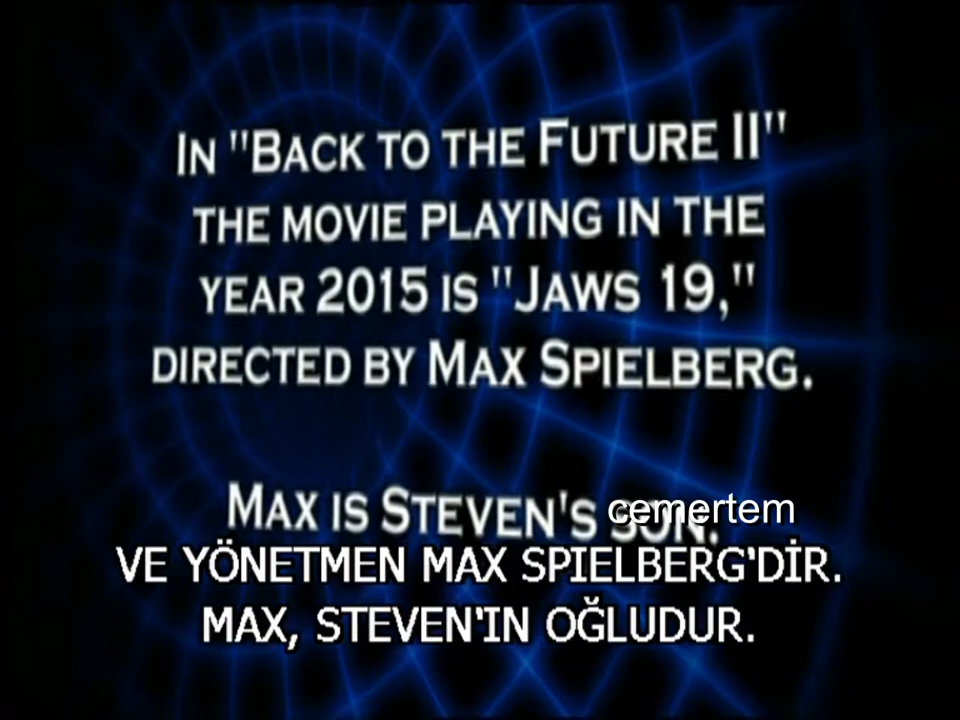 IN "BACK TO THE FUTURE II"
THE MOVIE PLAYING IN THE
YEAR 2015 IS "JAWS 19,"
DIRECTED BY MAX SPIELBERG.
MAX IS STEVEN'S SON.
cemertem
VE YÖNETMEN MAX SPIELBERG'DİR.
MAX, STEVEN'IN OĞLUDUR.